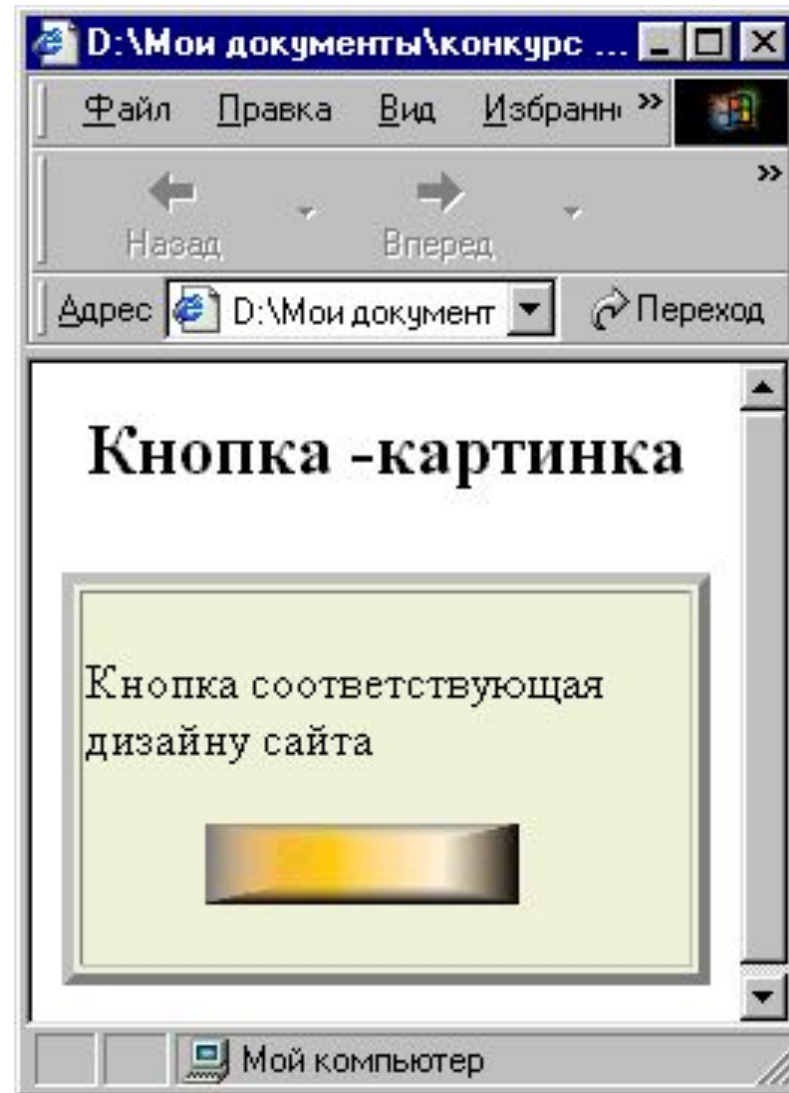 D:\Мои документы\конкурс ...
Файл Правка Вид Избранн »
»
Назад Вперед
Адрес D:\Мои документ Переход
Кнопка -картинка
Кнопка соответствующая
дизайну сайта
Мой компьютер